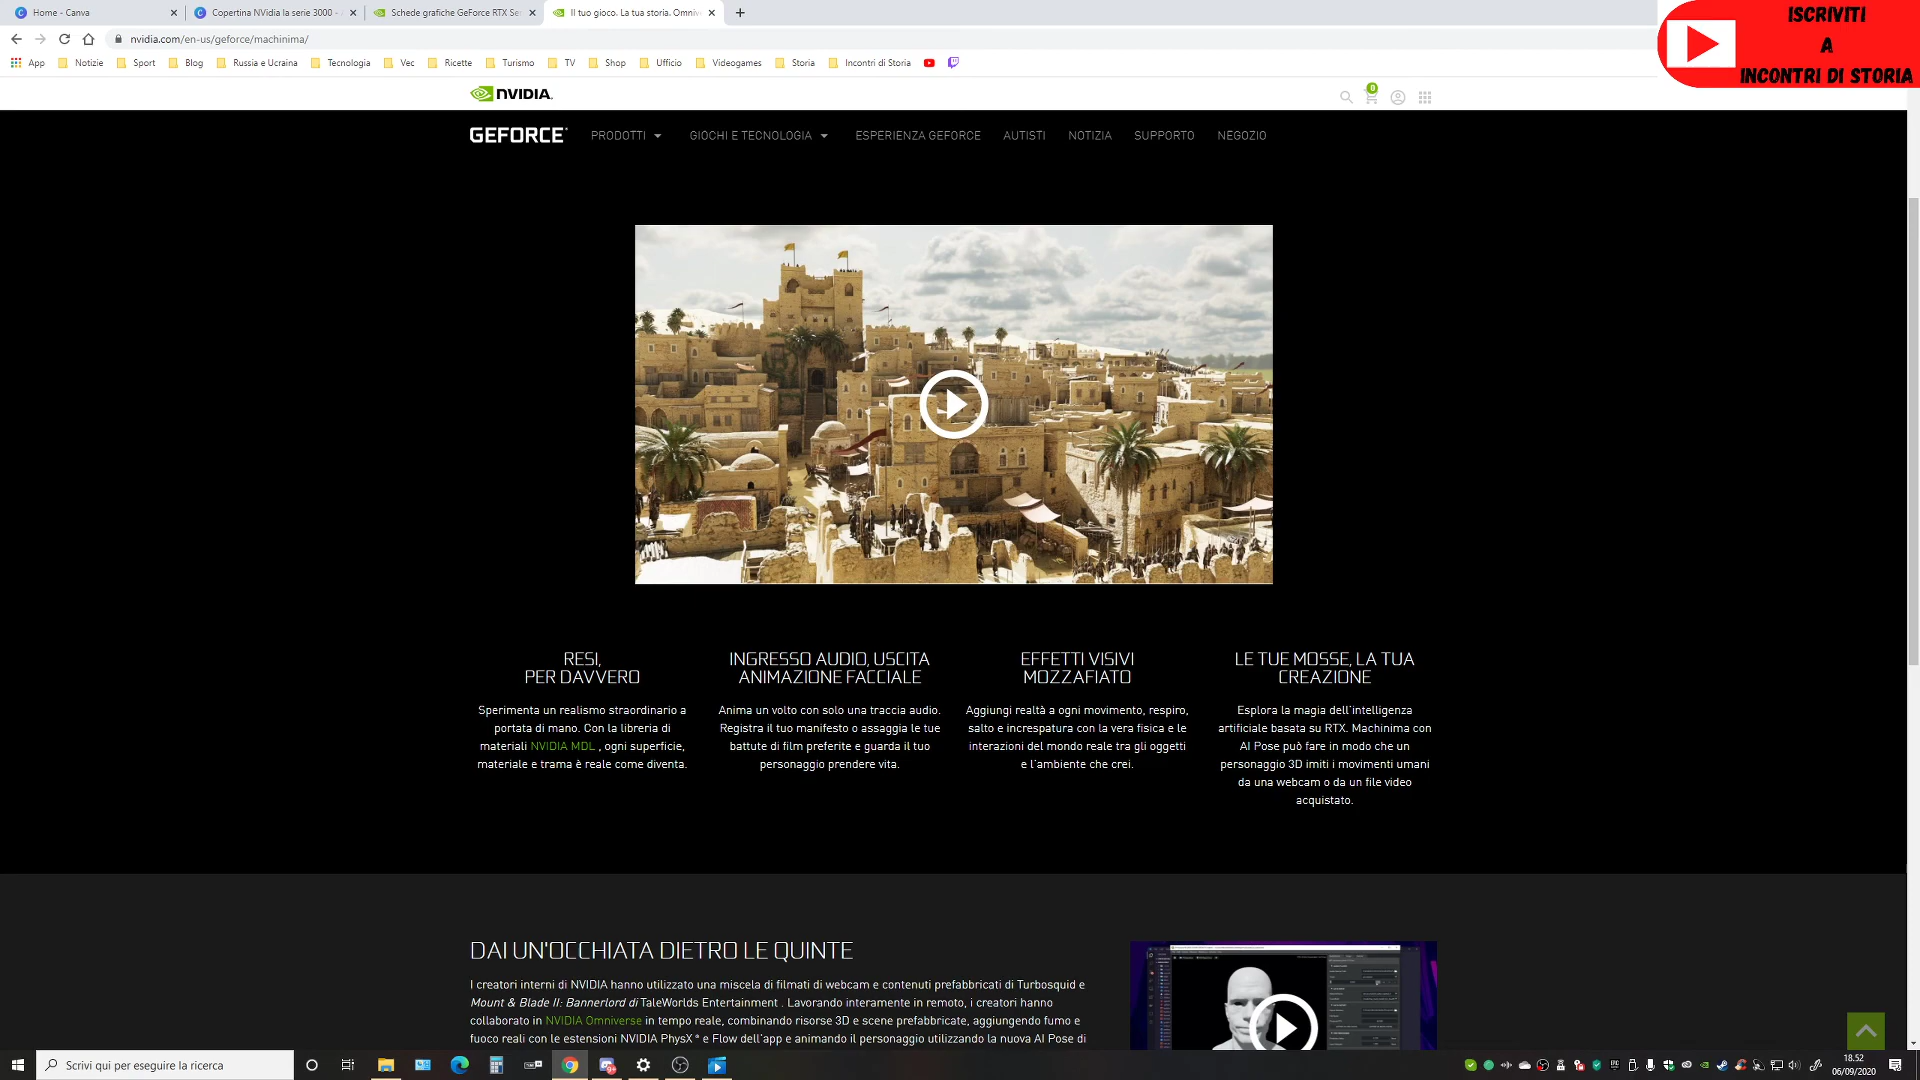 Home - Canva
Copertina NVidia la serie 3000 -
Schede grafiche GeForce RTX Se
Il tuo gioco. La tua storia. Omniv
ISCRIVITI
A
INCONTRI DI STORIA
nvidia.com/en-us/geforce/machinima/
App
Notizie
Sport
Blog
Russia e Ucraina
Tecnologia
Vec
Ricette
Turismo
TV
Shop
Ufficio
Videogames
Storia
Incontri di Storia
NVIDIA.
0
GEFORCE
PRODOTTI
GIOCHI E TECNOLOGIA
ESPERIENZA GEFORCE
AUTISTI
NOTIZIA
SUPPORTO
NEGOZIO
RESI,
PER DAVVERO
Sperimenta un realismo straordinario a
portata di mano. Con la libreria di
materiali NVIDIA MDL , ogni superficie,
materiale e trama è reale come diventa.
INGRESSO AUDIO, USCITA
ANIMAZIONE FACCIALE
Anima un volto con solo una traccia audio.
Registra il tuo manifesto o assaggia le tue
battute di film preferite e guarda il tuo
personaggio prendere vita.
EFFETTI VISIVI
MOZZAFIATO
Aggiungi realtà a ogni movimento, respiro,
salto e increspatura con la vera fisica e le
interazioni del mondo reale tra gli oggetti
e l'ambiente che crei.
LE TUE MOSSE, LA TUA
CREAZIONE
Esplora la magia dell'intelligenza
artificiale basata su RTX. Machinima con
AI Pose può fare in modo che un
personaggio 3D imiti i movimenti umani
da una webcam o da un file video
acquistato.
DAI UN'OCCHIATA DIETRO LE QUINTE
I creatori interni di NVIDIA hanno utilizzato una miscela di filmati di webcam e contenuti prefabbricati di Turbosquid e
Mount & Blade II: Bannerlord di TaleWorlds Entertainment . Lavorando interamente in remoto, i creatori hanno
collaborato in NVIDIA Omniverse in tempo reale, combinando risorse 3D e scene prefabbricate, aggiungendo fumo e
fuoco reali con le estensioni NVIDIA PhysX ® e Flow dell'app e animando il personaggio utilizzando la nuova AI Pose di
Scrivi qui per eseguire la ricerca
18.52
06/09/2020